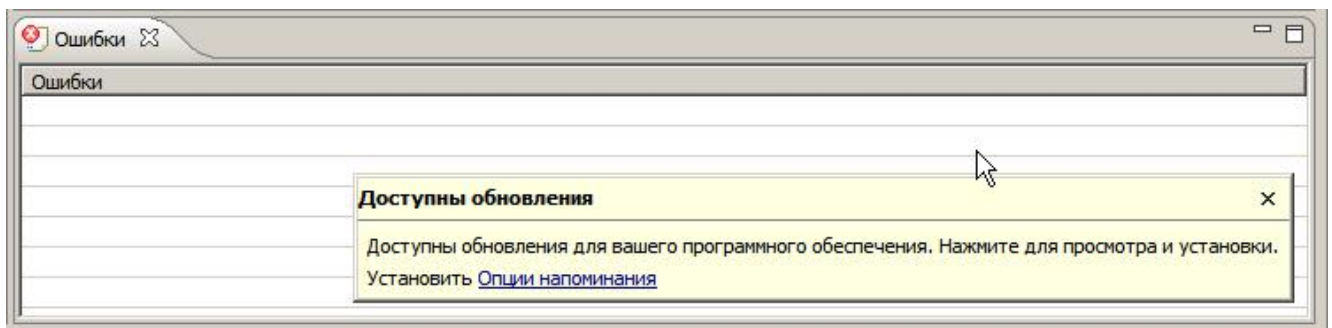 Ошибки
Ошибки
Доступны обновления
Доступны обновления для вашего программного обеспечения. Нажмите для просмотра и установки.
Установить Опции напоминания